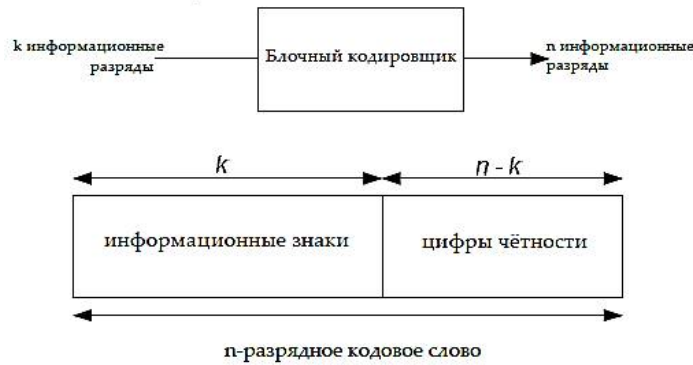 k информационные
разряды
Блочный кодировщик
n информационные
разряды
k
n - k
информационные знаки
цифры чётности
n-разрядное кодовое слово